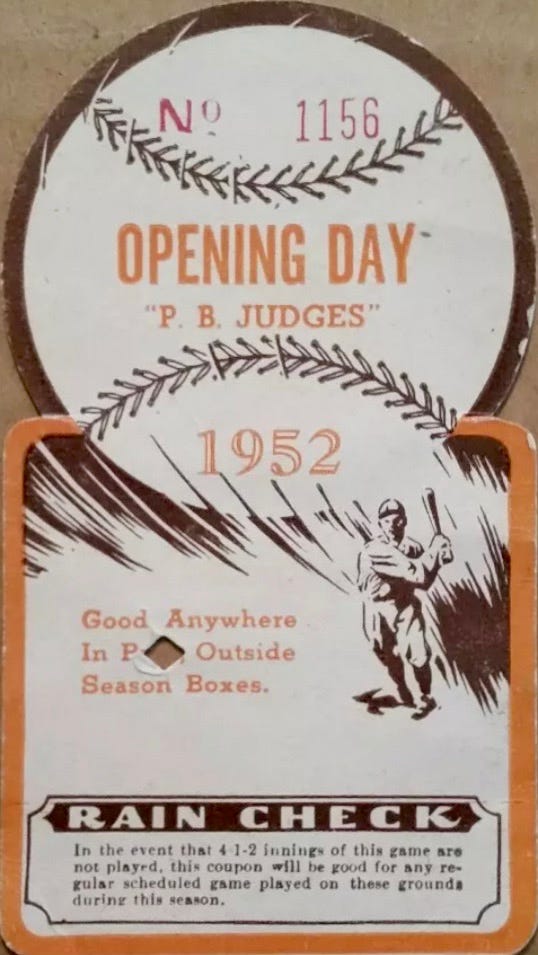 Nº 1156
OPENING DAY
"P. B. JUDGES"
1952
Good Anywhere
In Outside
Season Boxes.
RAIN CHECK
In the event that 4 1-2 innings of this game are
not played, this coupon will be good for any re-
gular scheduled game played on these grounds
during this season.